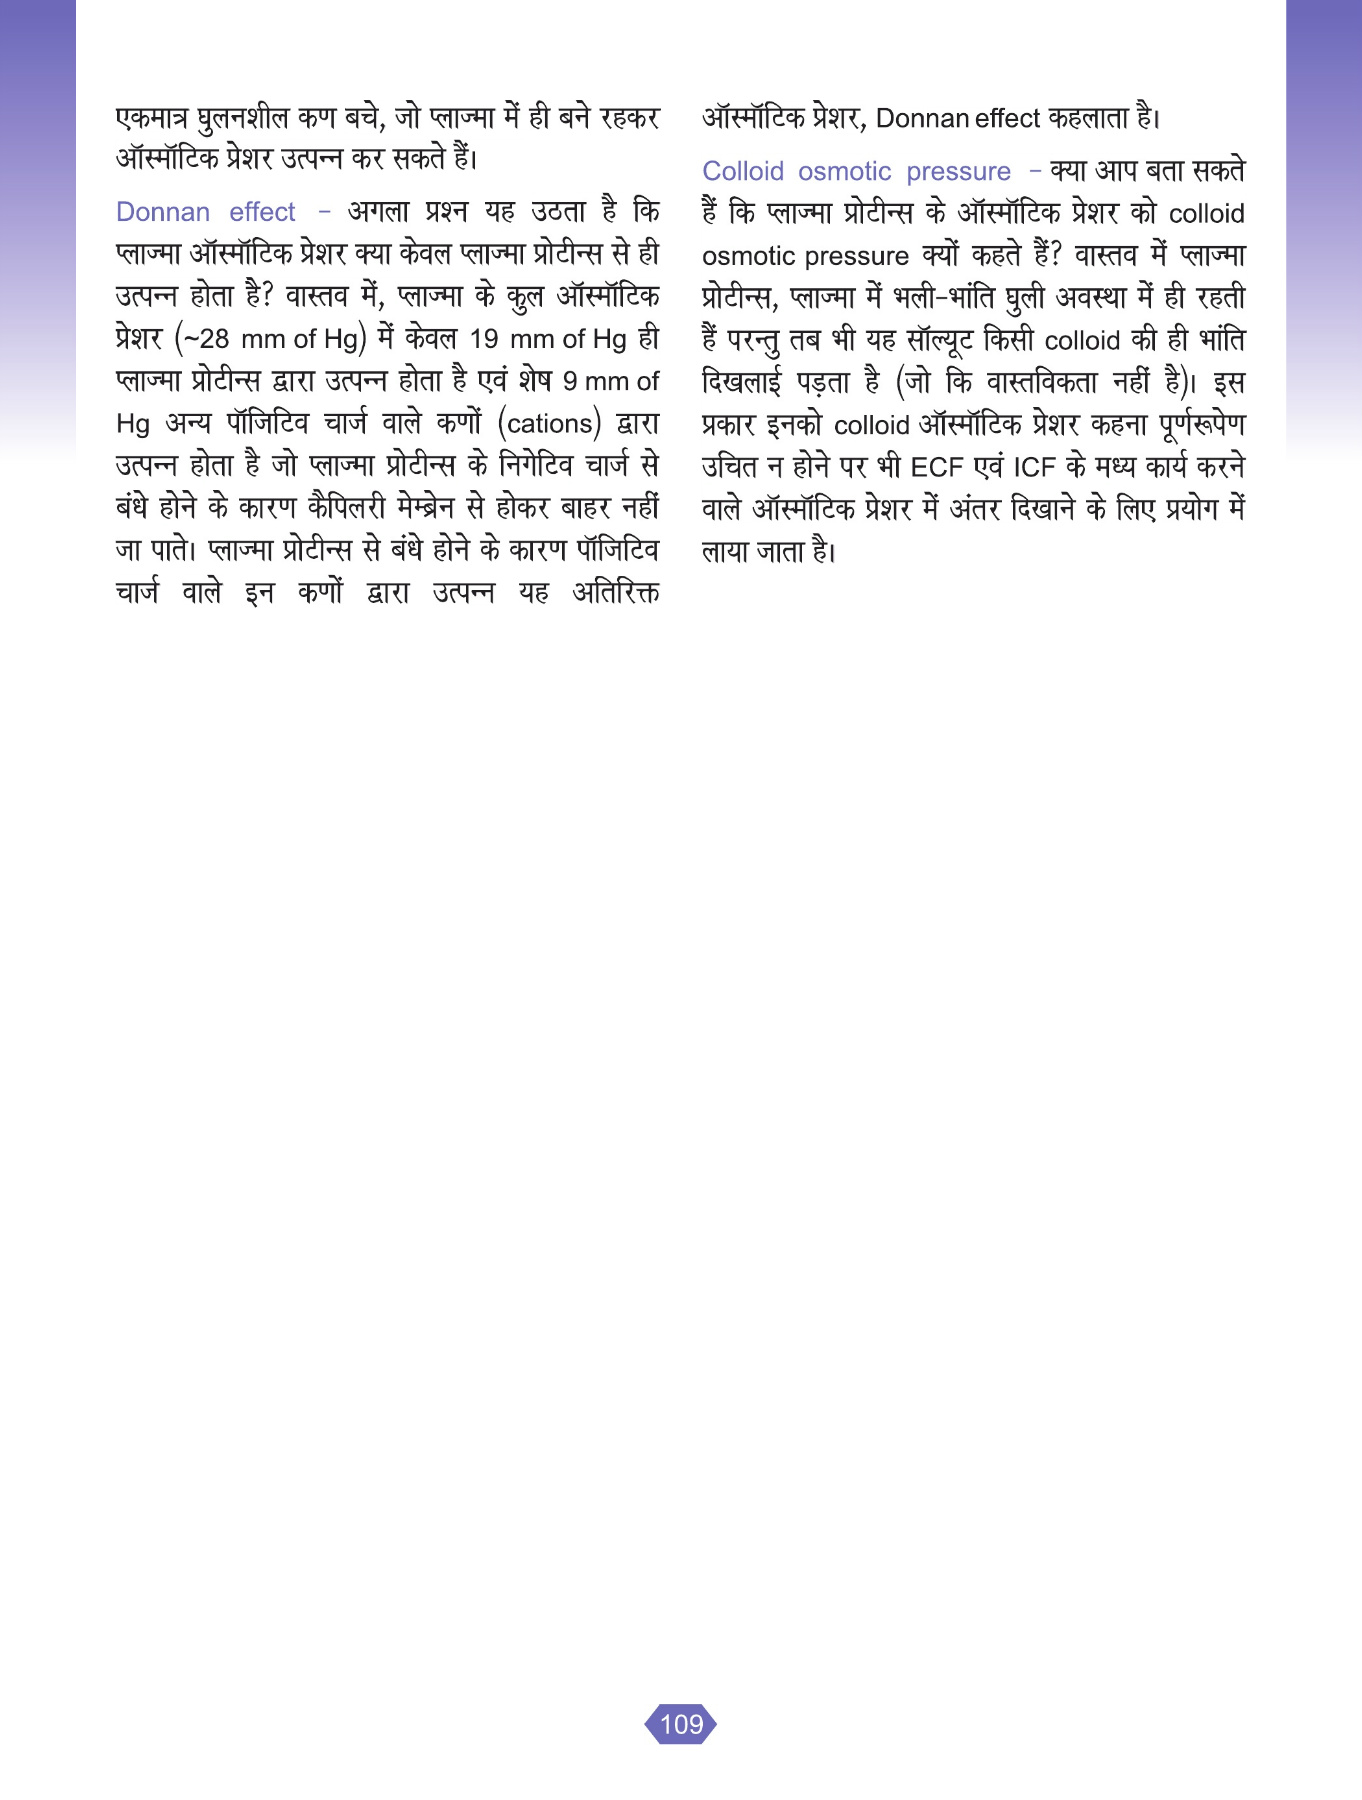 एकमात्र घुलनशील कण बचे, जो प्लाज्मा में ही बने रहकर
ऑस्मॉटिक प्रेशर उत्पन्न कर सकते हैं।
Donnan effect – अगला प्रश्न यह उठता है कि
प्लाज्मा ऑस्मॉटिक प्रेशर क्या केवल प्लाज्मा प्रोटीन्स से ही
उत्पन्न होता है? वास्तव में, प्लाज्मा के कुल ऑस्मॉटिक
प्रेशर (~28 mm of Hg) में केवल 19 mm of Hg ही
प्लाज्मा प्रोटीन्स द्वारा उत्पन्न होता है एवं शेष 9 mm of
Hg अन्य पॉजिटिव चार्ज वाले कणों (cations) द्वारा
उत्पन्न होता है जो प्लाज्मा प्रोटीन्स के निगेटिव चार्ज से
बंधे होने के कारण कैपिलरी मेम्ब्रेन से होकर बाहर नहीं
जा पाते। प्लाज्मा प्रोटीन्स से बंधे होने के कारण पॉजिटिव
चार्ज वाले इन कणों द्वारा उत्पन्न यह अतिरिक्त
ऑस्मॉटिक प्रेशर, Donnan effect कहलाता है।
Colloid osmotic pressure – क्या आप बता सकते
हैं कि प्लाज्मा प्रोटीन्स के ऑस्मॉटिक प्रेशर को colloid
osmotic pressure क्यों कहते हैं? वास्तव में प्लाज्मा
प्रोटीन्स, प्लाज्मा में भली-भांति घुली अवस्था में ही रहती
हैं परन्तु तब भी यह सॉल्यूट किसी colloid की ही भांति
दिखलाई पड़ता है (जो कि वास्तविकता नहीं है)। इस
प्रकार इनको colloid ऑस्मॉटिक प्रेशर कहना पूर्णरूपेण
उचित न होने पर भी ECF एवं ICF के मध्य कार्य करने
वाले ऑस्मॉटिक प्रेशर में अंतर दिखाने के लिए प्रयोग में
लाया जाता है।
109